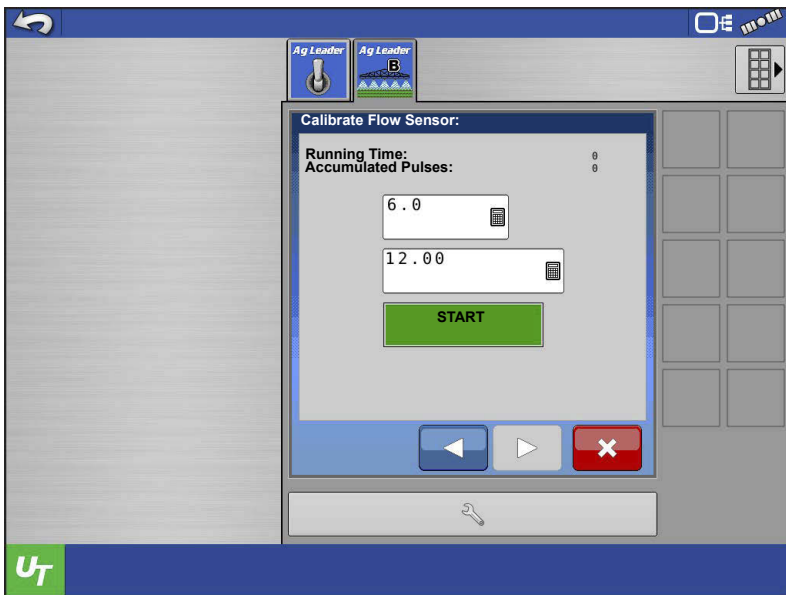 Ag Leader
Ag Leader
B
Calibrate Flow Sensor:
Running Time: 0
Accumulated Pulses: 0
6.0
12.00
START
UT